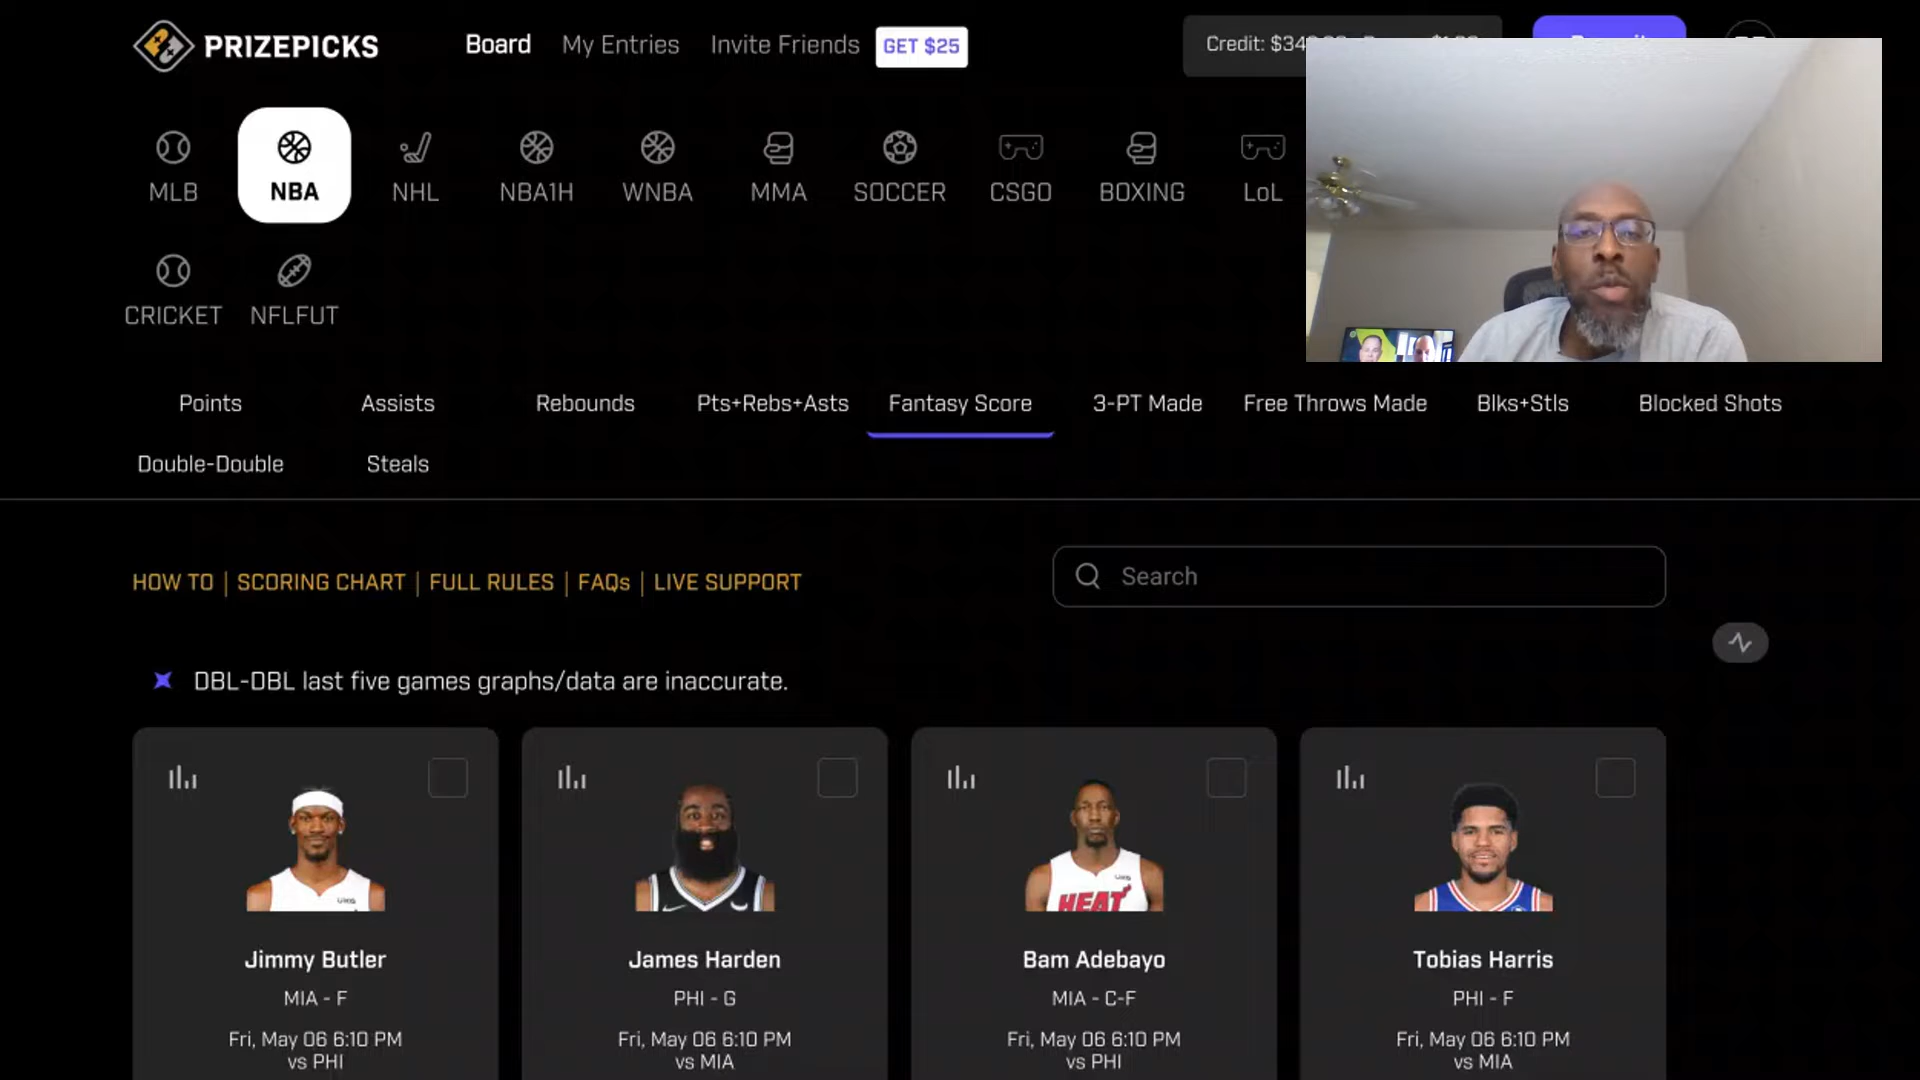 PRIZEPICKS
Board My Entries Invite Friends GET $25
Credit:
MLB NBA NHL NBA1H WNBA MMA SOCCER CSGO BOXING LoL
CRICKET NFLFUT
Points Assists Rebounds Pts+Rebs+Asts Fantasy Score 3-PT Made Free Throws Made Blks+Stls Blocked Shots
Double-Double Steals
HOW TO | SCORING CHART | FULL RULES | FAQs | LIVE SUPPORT
Search
DBL-DBL last five games graphs/data are inaccurate.
HEAT
Jimmy Butler James Harden Bam Adebayo Tobias Harris
MIA - F PHI - G MIA - C-F PHI - F
Fri, May 06 6:10 PM Fri, May 06 6:10 PM Fri, May 06 6:10 PM Fri, May 06 6:10 PM
vs PHI vs MIA vs PHI vs MIA